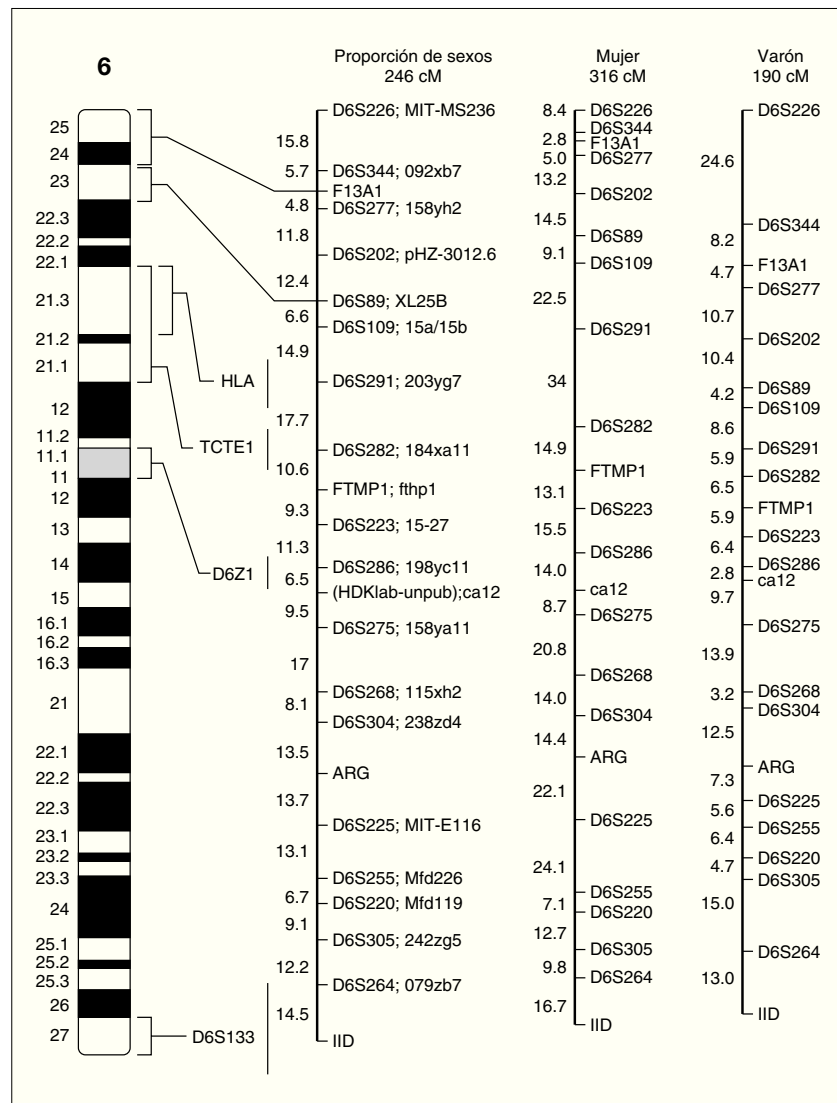 6
Proporción de sexos
246 cM
Mujer
316 cM
Varón
190 cM
25
24
23
22.3
22.2
22.1
21.3
21.2
21.1
12
11.2
11.1
11
12
13
14
15
16.1
16.2
16.3
21
22.1
22.2
22.3
23.1
23.2
23.3
24
25.1
25.2
25.3
26
27
HLA
TCTE1
D6Z1
D6S133
D6S226; MIT-MS236
15.8
D6S344; 092xb7
5.7
F13A1
4.8
D6S277; 158yh2
11.8
D6S202; pHZ-3012.6
12.4
D6S89; XL25B
6.6
D6S109; 15a/15b
14.9
D6S291; 203yg7
17.7
D6S282; 184xa11
10.6
FTMP1; fthp1
9.3
D6S223; 15-27
11.3
D6S286; 198yc11
6.5
(HDKlab-unpub);ca12
9.5
D6S275; 158ya11
17
D6S268; 115xh2
8.1
D6S304; 238zd4
13.5
ARG
13.7
D6S225; MIT-E116
13.1
D6S255; Mfd226
6.7
D6S220; Mfd119
9.1
D6S305; 242zg5
12.2
D6S264; 079zb7
14.5
IID
8.4
D6S226
D6S344
2.8
F13A1
5.0
D6S277
13.2
D6S202
14.5
D6S89
9.1
D6S109
22.5
D6S291
34
D6S282
14.9
FTMP1
13.1
D6S223
15.5
D6S286
14.0
ca12
8.7
D6S275
20.8
D6S268
14.0
D6S304
14.4
ARG
22.1
D6S225
24.1
D6S255
7.1
D6S220
12.7
D6S305
9.8
D6S264
16.7
IID
D6S226
24.6
D6S344
8.2
F13A1
4.7
D6S277
10.7
D6S202
10.4
D6S89
4.2
D6S109
8.6
D6S291
5.9
D6S282
6.5
FTMP1
5.9
D6S223
6.4
D6S286
2.8
ca12
9.7
D6S275
13.9
D6S268
3.2
D6S304
12.5
ARG
7.3
D6S225
5.6
D6S255
6.4
D6S220
4.7
D6S305
15.0
D6S264
13.0
IID